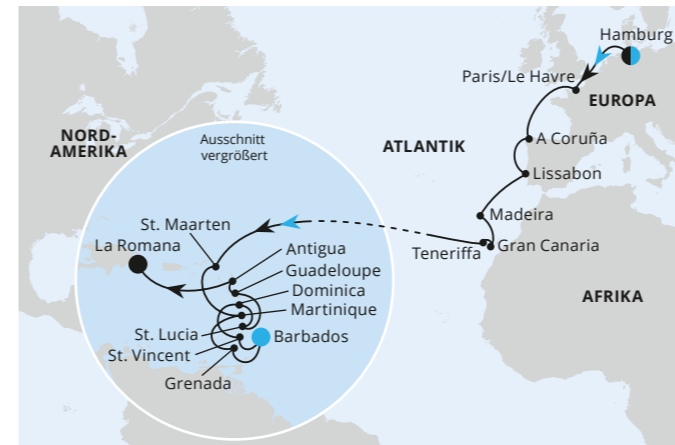 Hamburg
Paris/Le Havre
EUROPA
NORD-
AMERIKA
Ausschnitt
vergrößert
ATLANTIK
A Coruña
Lissabon
Madeira
St. Maarten
La Romana
Antigua
Teneriffa
Gran Canaria
Guadeloupe
Dominica
AFRIKA
Martinique
St. Lucia
Barbados
St. Vincent
Grenada